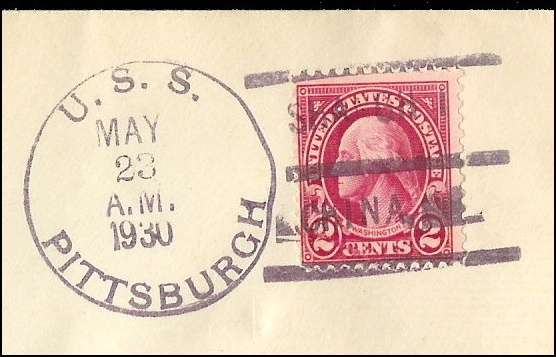 U. S. S.
MAY
23
A.M.
1930
PITTSBURGH
UNITED STATES POSTAGE
CHINA
WASHINGTON
2 CENTS 2